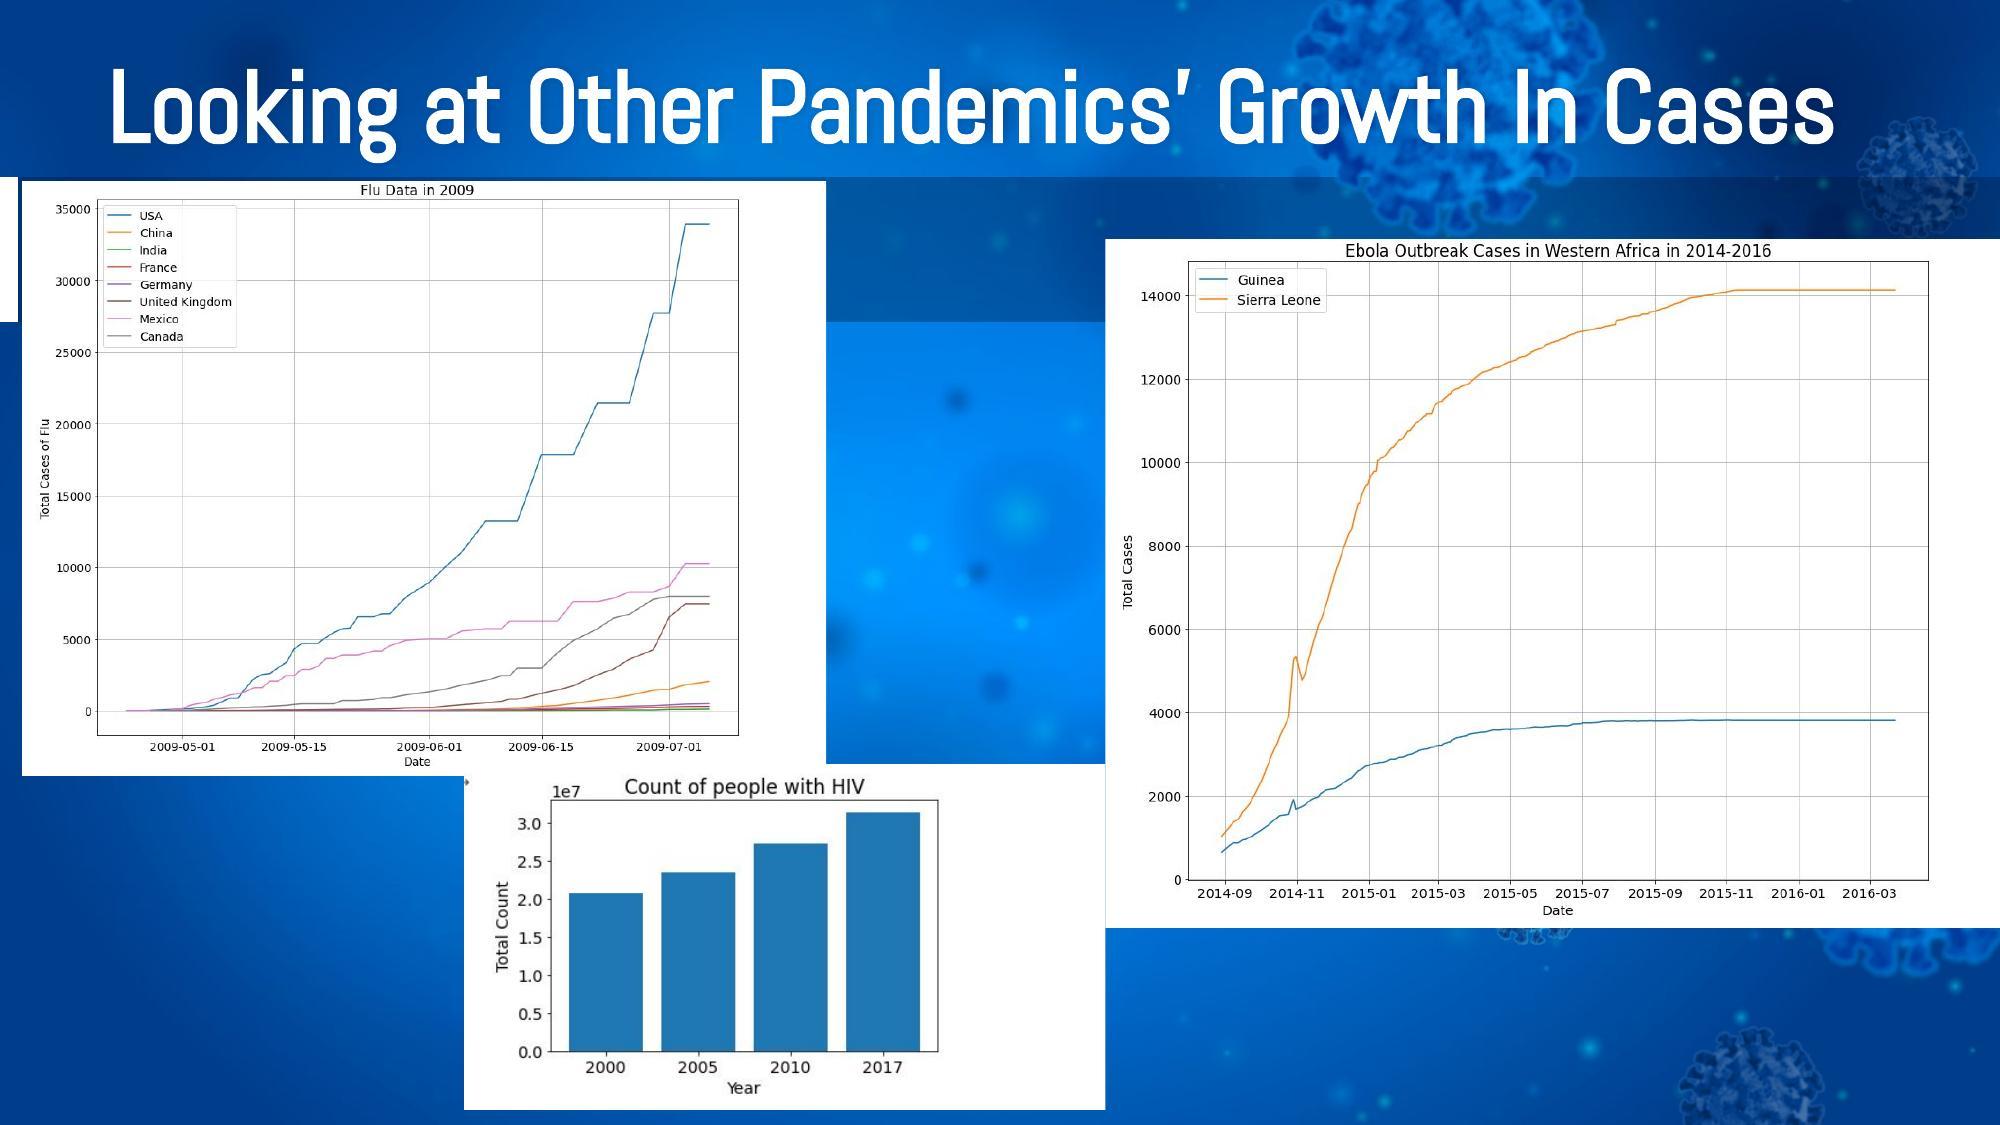 Looking at Other Pandemics' Growth In Cases
Flu Data in 2009
USA
China
India
France
Germany
United Kingdom
Mexico
Canada
35000
30000
25000
20000
15000
10000
5000
0
Total Cases of Flu
2009-05-01 2009-05-15 2009-06-01 2009-06-15 2009-07-01
Date
Ebola Outbreak Cases in Western Africa in 2014-2016
Guinea
Sierra Leone
14000
12000
10000
8000
6000
4000
2000
0
Total Cases
2014-09 2014-11 2015-01 2015-03 2015-05 2015-07 2015-09 2015-11 2016-01 2016-03
Date
Count of people with HIV
1e7
3.0
2.5
2.0
1.5
1.0
0.5
0.0
Total Count
2000 2005 2010 2017
Year